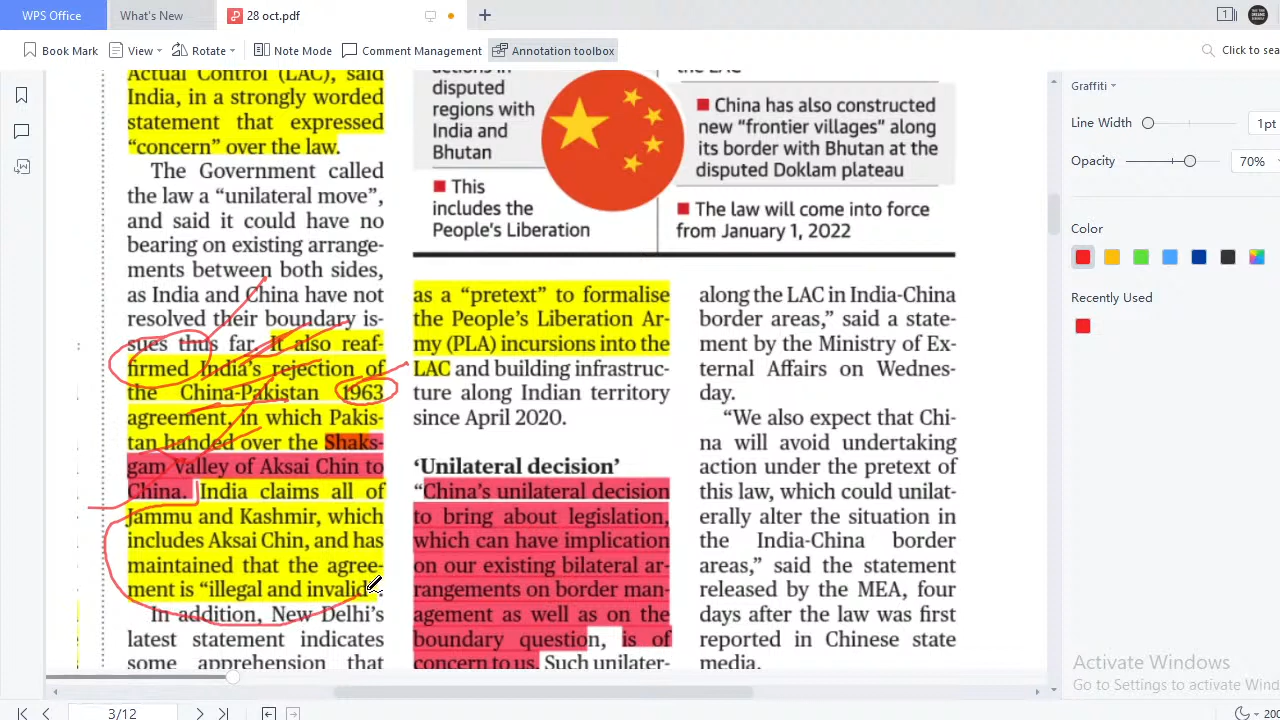 WPS Office
What's New
28 oct.pdf
1
Book Mark
View
Rotate
Note Mode
Comment Management
Annotation toolbox
Click to sea
Actual Control (LAC), said
India, in a strongly worded
statement that expressed
“concern” over the law.
The Government called
the law a “unilateral move”,
and said it could have no
bearing on existing arrange-
ments between both sides,
as India and China have not
resolved their boundary is-
sues thus far. It also reaf-
firmed India’s rejection of
the China-Pakistan 1963
agreement, in which Pakis-
tan handed over the Shaks-
gam Valley of Aksai Chin to
China. India claims all of
Jammu and Kashmir, which
includes Aksai Chin, and has
maintained that the agree-
ment is “illegal and invalid”.
In addition, New Delhi’s
latest statement indicates
some apprehension that
actions in
disputed
regions with
India and
Bhutan
This
includes the
People’s Liberation
the LAC
China has also constructed
new “frontier villages” along
its border with Bhutan at the
disputed Doklam plateau
The law will come into force
from January 1, 2022
as a “pretext” to formalise
the People’s Liberation Ar-
my (PLA) incursions into the
LAC and building infrastruc-
ture along Indian territory
since April 2020.
‘Unilateral decision’
“China’s unilateral decision
to bring about legislation,
which can have implication
on our existing bilateral ar-
rangements on border man-
agement as well as on the
boundary question, is of
concern to us. Such unilater-
along the LAC in India-China
border areas,” said a state-
ment by the Ministry of Ex-
ternal Affairs on Wednes-
day.
“We also expect that Chi-
na will avoid undertaking
action under the pretext of
this law, which could unilat-
erally alter the situation in
the India-China border
areas,” said the statement
released by the MEA, four
days after the law was first
reported in Chinese state
media.
Graffiti
Line Width
1pt
Opacity
70%
Color
Recently Used
Activate Windows
Go to Settings to activate Wind
3/12
200